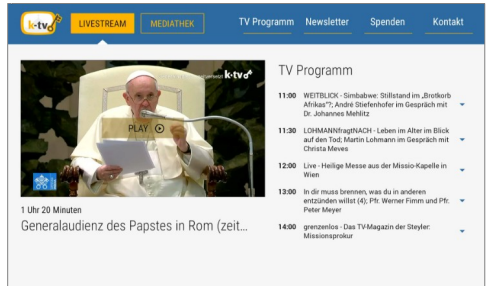 k-tv
LIVESTREAM
MEDIATHEK
TV Programm
Newsletter
Spenden
Kontakt
k-tv
PLAY
1 Uhr 20 Minuten
Generalaudienz des Papstes in Rom (zeit...
TV Programm
11:00 WEITBLICK - Simbabwe: Stillstand im „Brotkorb
Afrikas"?; André Stiefenhofer im Gespräch mit
Dr. Johannes Mehlitz
11:30 LOHMANNfragtNACH - Leben im Alter im Blick
auf den Tod; Martin Lohmann im Gespräch mit
Christa Meves
12:00 Live - Heilige Messe aus der Missio-Kapelle in
Wien
13:00 In dir muss brennen, was du in anderen
entzünden willst (4); Pfr. Werner Fimm und Pfr.
Peter Meyer
14:00 grenzenlos - Das TV-Magazin der Steyler:
Missionsprokur